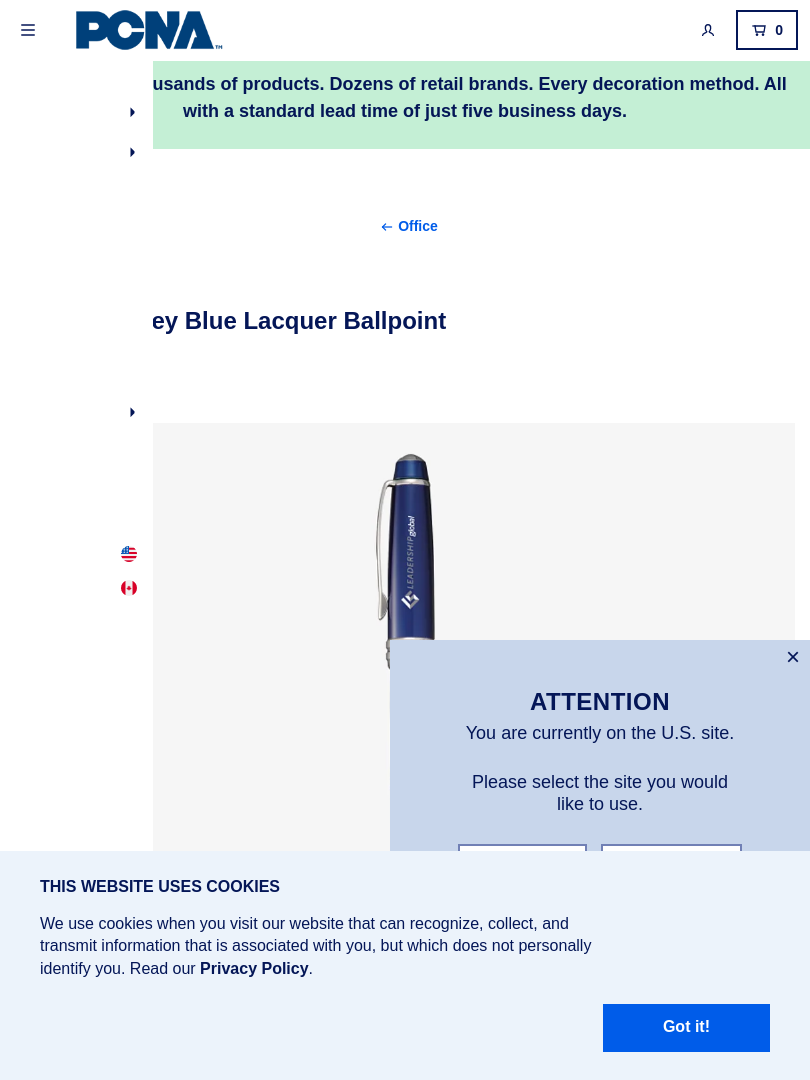 PCNA™
0
usands of products. Dozens of retail brands. Every decoration method. All
with a standard lead time of just five business days.
Office
ey Blue Lacquer Ballpoint
LEADERSHIP global
ATTENTION
You are currently on the U.S. site.
Please select the site you would
like to use.
THIS WEBSITE USES COOKIES
We use cookies when you visit our website that can recognize, collect, and
transmit information that is associated with you, but which does not personally
identify you. Read our Privacy Policy.
Got it!